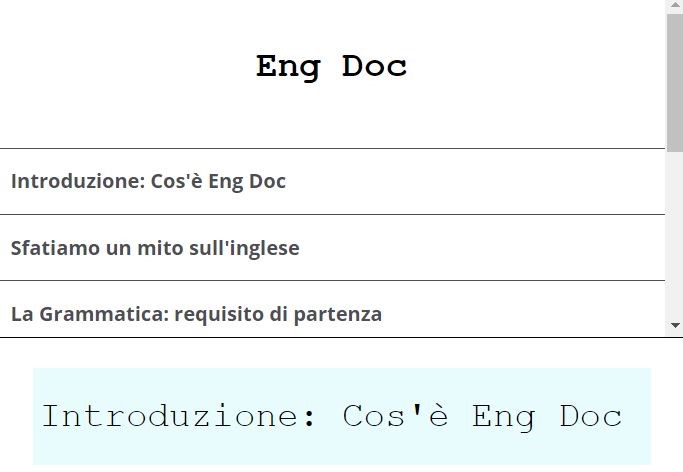 Eng Doc
Introduzione: Cos'è Eng Doc
Sfatiamo un mito sull'inglese
La Grammatica: requisito di partenza
Introduzione: Cos'è Eng Doc